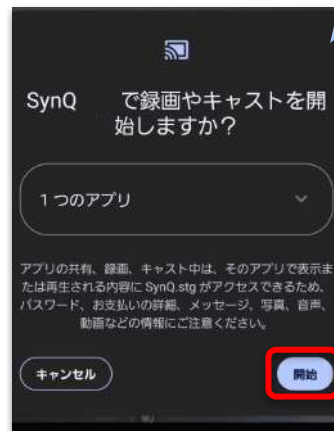 SynQ で録画やキャストを開
始しますか？
1 つのアプリ
アプリの共有、録画、キャスト中は、そのアプリで表示ま
たは再生される内容に SynQ.stg がアクセスできるため、
パスワード、お支払いの詳細、メッセージ、写真、音声、
動画などの情報にご注意ください。
キャンセル
開始